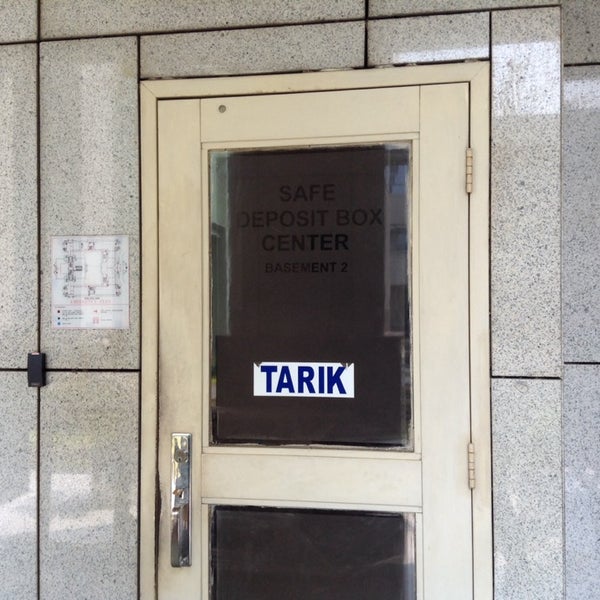 SAFE
DEPOSIT BOX
CENTER
BASEMENT 2
TARIK